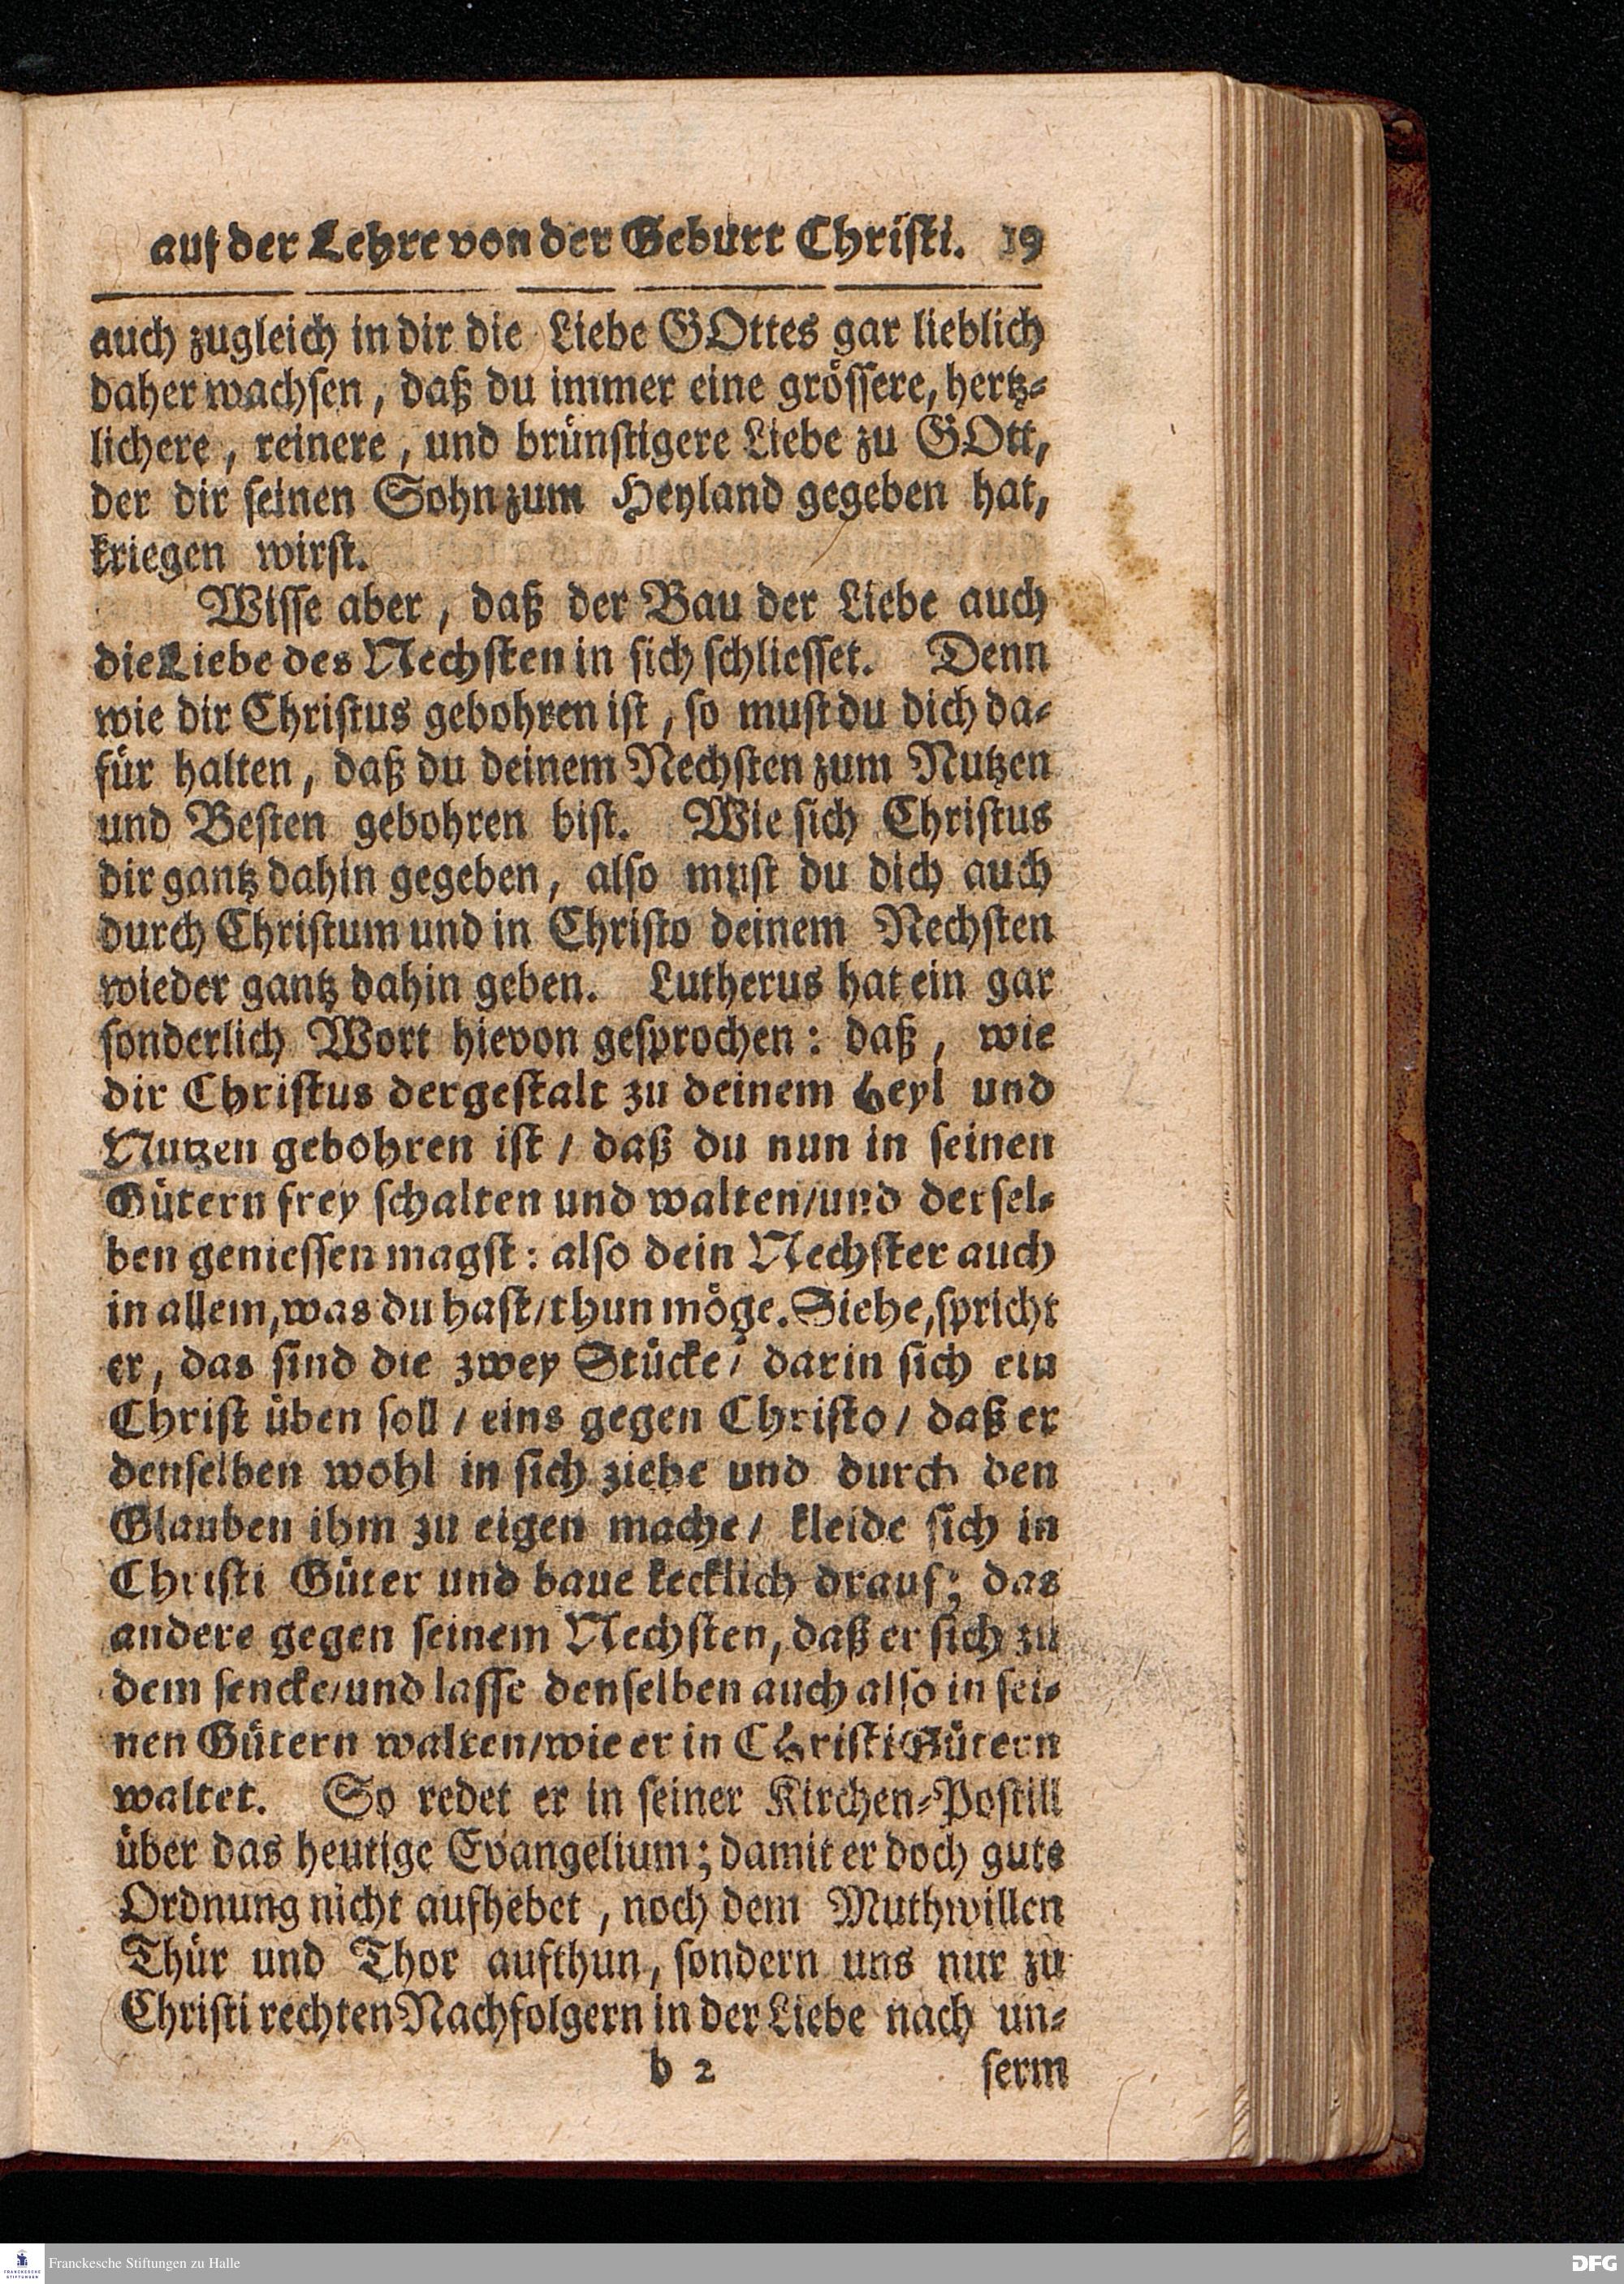 auf der Lehre von der Geburt Christi. 19
auch zugleich in dir die Liebe GOttes gar lieblich
daher wachsen, daß du immer eine grössere, hertz-
lichere, reinere, und brünstigere Liebe zu GOtt,
der dir seinen Sohn zum Heyland gegeben hat,
kriegen wirst.
Wisse aber, daß der Bau der Liebe auch
die Liebe des Nechsten in sich schliesset. Denn
wie dir Christus gebohren ist, so must du dich da-
für halten, daß du deinem Nechsten zum Nutzen
und Besten gebohren bist. Wie sich Christus
dir gantz dahin gegeben, also must du dich auch
durch Christum und in Christo deinem Nechsten
wieder gantz dahin geben. Lutherus hat ein gar
sonderlich Wort hievon gesprochen: daß, wie
dir Christus dergestalt zu deinem Heyl und
Nutzen gebohren ist / daß du nun in seinen
Gütern frey schalten und walten/und dersel-
ben geniessen magst: also dein Nechster auch
in allem, was du hast/thun möge. Siehe, spricht
er, das sind die zwey Stücke/ darin sich ein
Christ üben soll / eins gegen Christo/ daß er
denselben wohl in sich ziehe und durch den
Glauben ihm zu eigen mache/ kleide sich in
Christi Güter und baue kecklich drauf; das
andere gegen seinem Nechsten, daß er sich zu
dem sencke/und lasse denselben auch also in sei-
nen Gütern walten/wie er in Christi Gütern
waltet. So redet er in seiner Kirchen-Postill
über das heutige Evangelium; damit er doch gute
Ordnung nicht aufhebet, noch dem Muthwillen
Thür und Thor aufthun, sondern uns nur zu
Christi rechten Nachfolgern in der Liebe nach un-
b 2 serm
Franckesche Stiftungen zu Halle
DFG